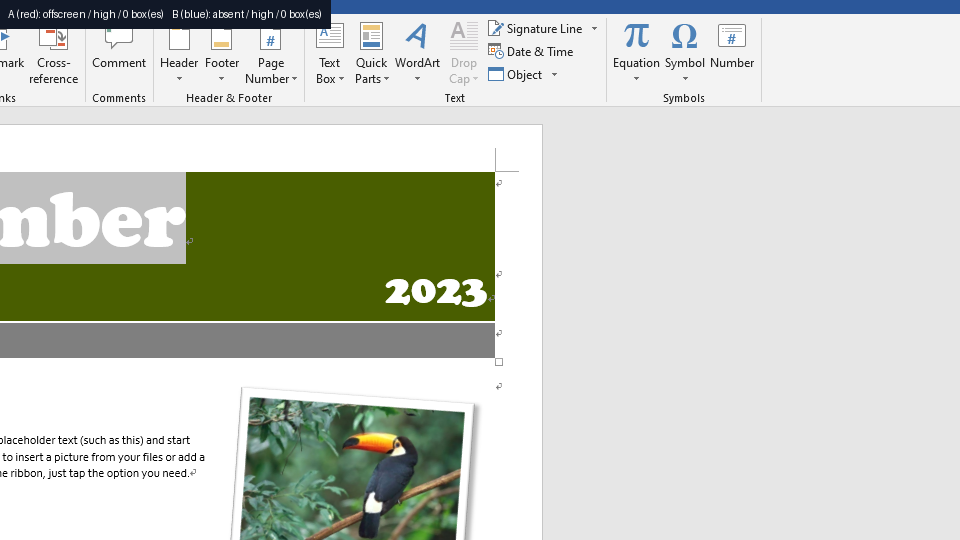 A (red): offscreen / high / 0 box(es) B (blue): absent / high / 0 box(es)
mark
Cross-
reference
nks
Comment
Comments
Header
Footer
Page
Number
Header & Footer
Text
Box
Quick
Parts
WordArt
Drop
Cap
Signature Line
Date & Time
Object
Text
Equation
Symbol
Number
Symbols
mber
2023
placeholder text (such as this) and start
to insert a picture from your files or add a
e ribbon, just tap the option you need.